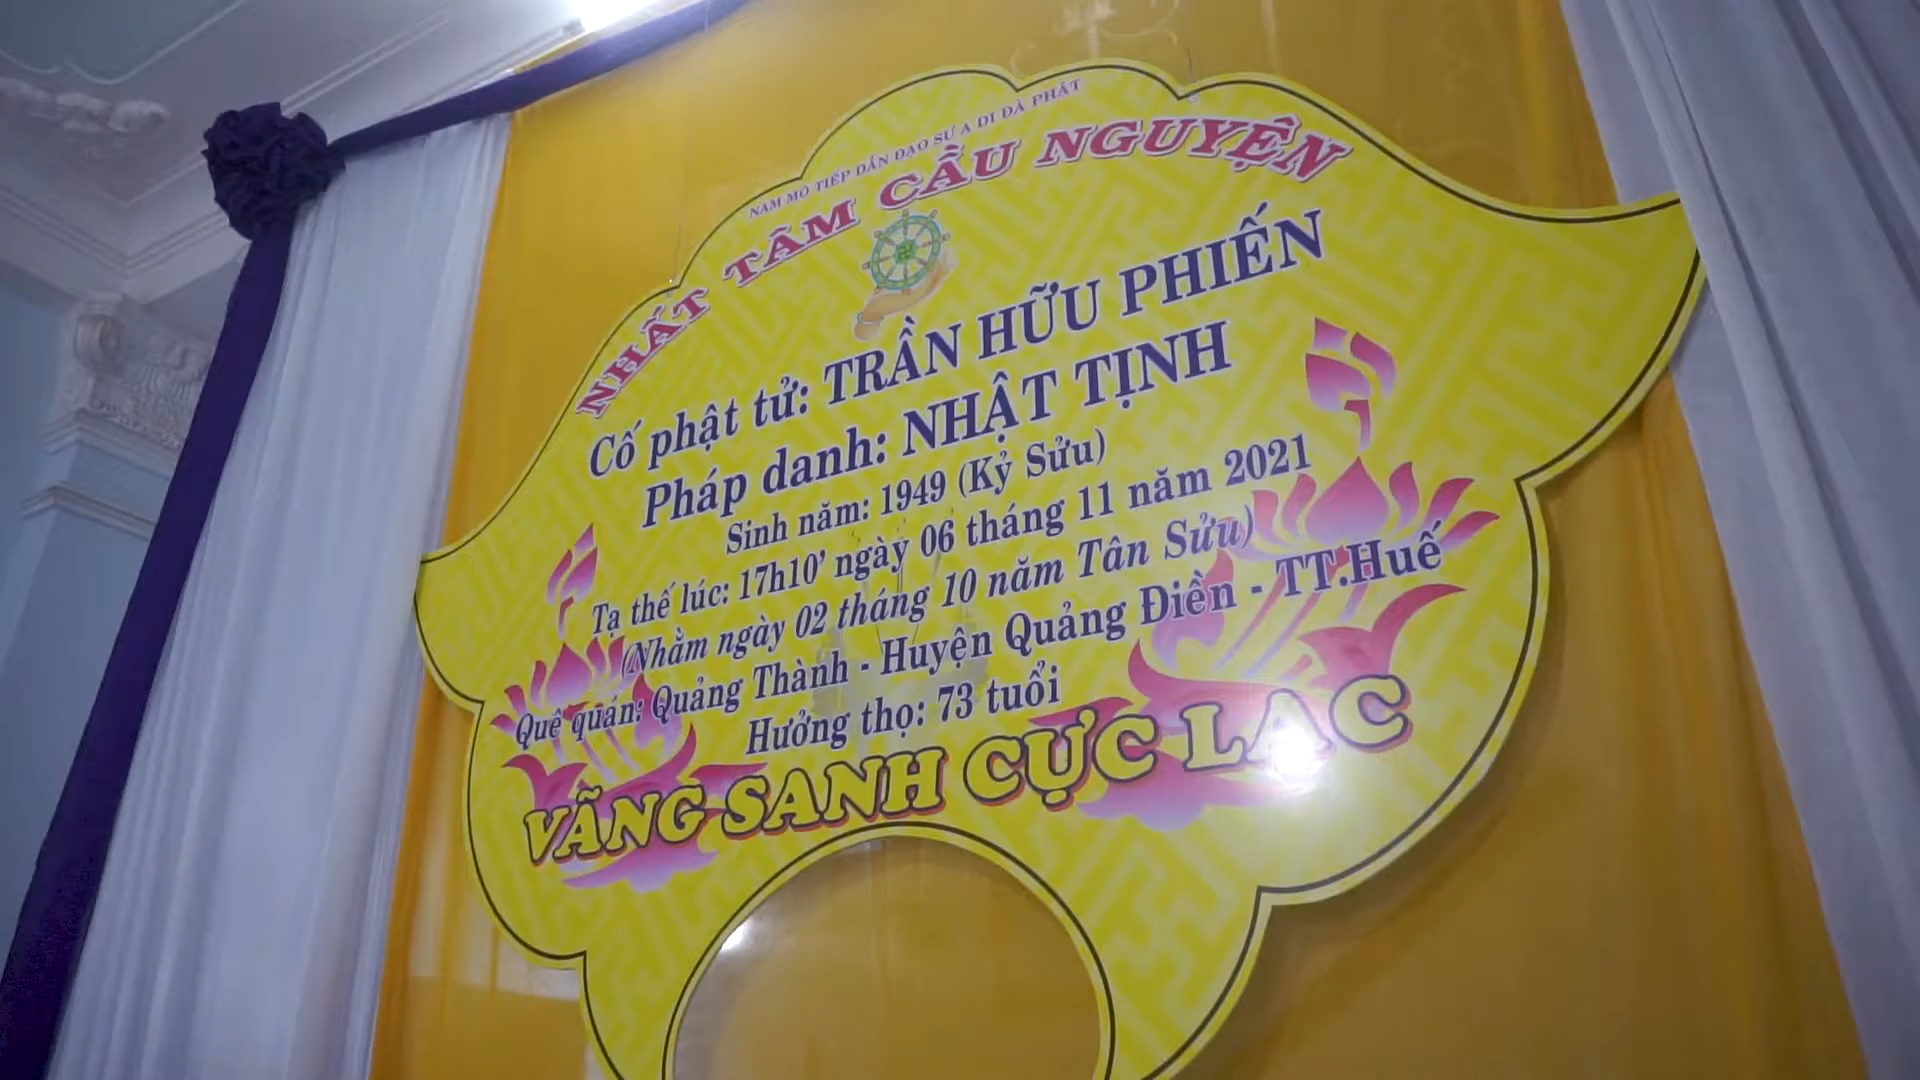 NAM MÔ TIẾP DẪN ĐẠO SƯ A DI ĐÀ PHẬT
NHẤT TÂM CẦU NGUYỆN
Cố phật tử: TRẦN HỮU PHIẾN
Pháp danh: NHẬT TỊNH
Sinh năm: 1949 (Kỷ Sửu)
Tạ thế lúc: 17h10' ngày 06 tháng 11 năm 2021
(Nhằm ngày 02 tháng 10 năm Tân Sửu)
Quê quán: Quảng Thành - Huyện Quảng Điền - TT.Huế
Hưởng thọ: 73 tuổi
VÃNG SANH CỰC LẠC